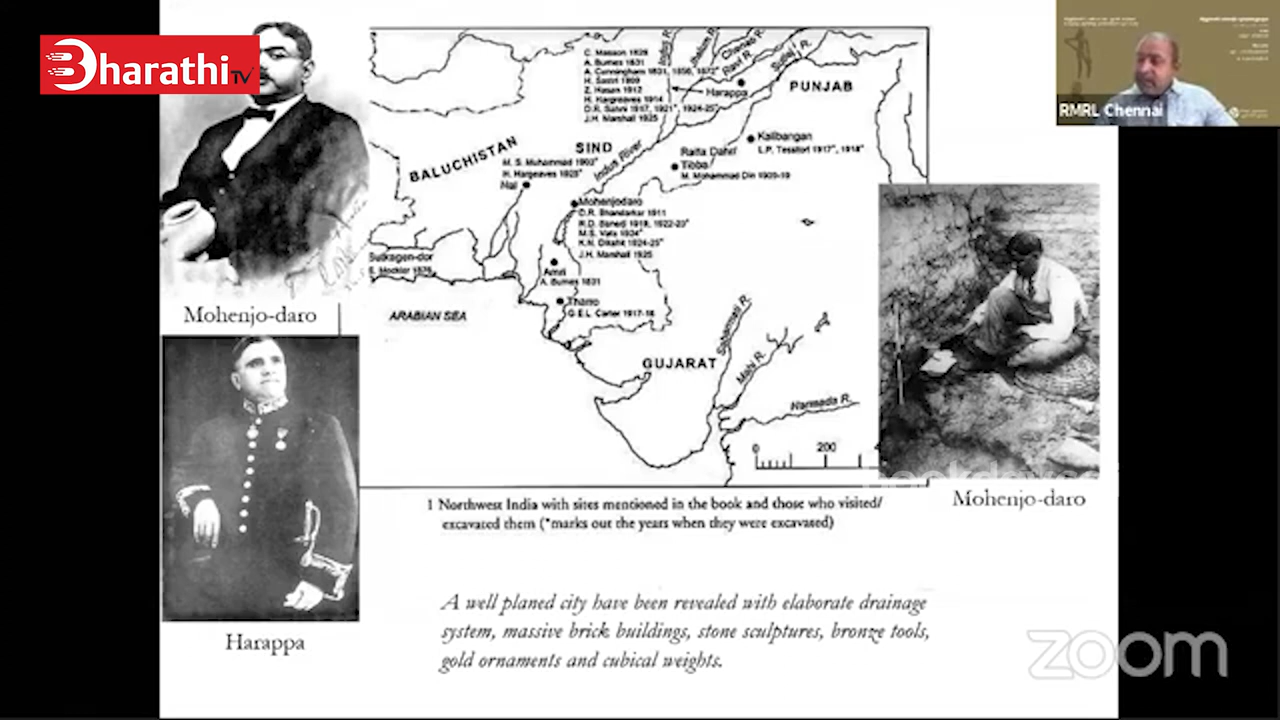 Bharathi TV
RMRL Chennai
C. Masson 1826
A. Burnes 1831
A. Cunningham 1831, 1856, 1872*
H. Sastri 1909
Z. Hasan 1912
H. Hargreaves 1914
D.R. Sahni 1917, 1921*, 1924-25*
J.H. Marshall 1925
Jhelum R.
Chenab R.
Ravi R.
Sutlej R.
Harappa
PUNJAB
BALUCHISTAN
SIND
M. S. Muhammad 1903*
H. Hargreaves 1925*
Nal
Indus River
Kalibangan
L.P. Tessitori 1917*, 1918*
Tibba
M. Mohammad Din 1909-10
Mohenjodaro
D.R. Bhandarkar 1911
R.D. Banerji 1919, 1922-23*
M.S. Vats 1924*
K.N. Dikshit 1924-25*
J.H. Marshall 1925
Sutkagen-dor
E. Mockler 1876
Amri
A. Burnes 1831
Tharro
G.E.L. Carter 1917-18
ARABIAN SEA
GUJARAT
Sabarmati R.
Mahi R.
Narmada R.
0 200 4
Mohenjo-daro
Harappa
Mohenjo-daro
1 Northwest India with sites mentioned in the book and those who visited/
excavated them (*marks out the years when they were excavated)
A well planed city have been revealed with elaborate drainage
system, massive brick buildings, stone sculptures, bronze tools,
gold ornaments and cubical weights.
zoom